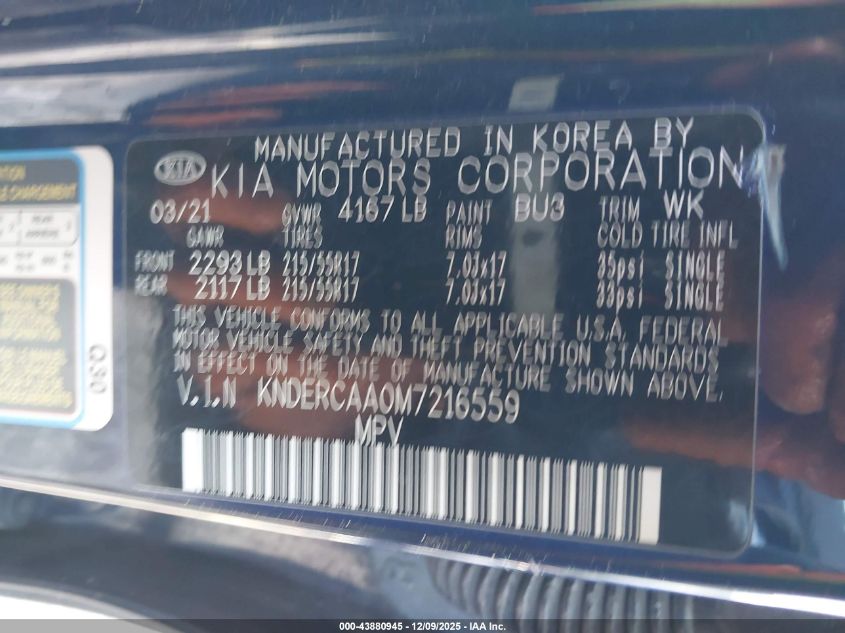 MANUFACTURED IN KOREA BY
KIA KIA MOTORS CORPORATION
03/21 GVWR 4167 LB PAINT BU3 TRIM WK
GAWR TIRES RIMS COLD TIRE INFL
FRONT 2293 LB 215/55R17 7.0Jx17 35psi SINGLE
REAR 2117 LB 215/55R17 7.0Jx17 33psi SINGLE
THIS VEHICLE CONFORMS TO ALL APPLICABLE U.S.A. FEDERAL
MOTOR VEHICLE SAFETY AND THEFT PREVENTION STANDARDS
IN EFFECT ON THE DATE OF MANUFACTURE SHOWN ABOVE.
V.I.N KNDERCAA0M7216559
MPV
030
000-43880945 - 12/09/2025 - IAA Inc.